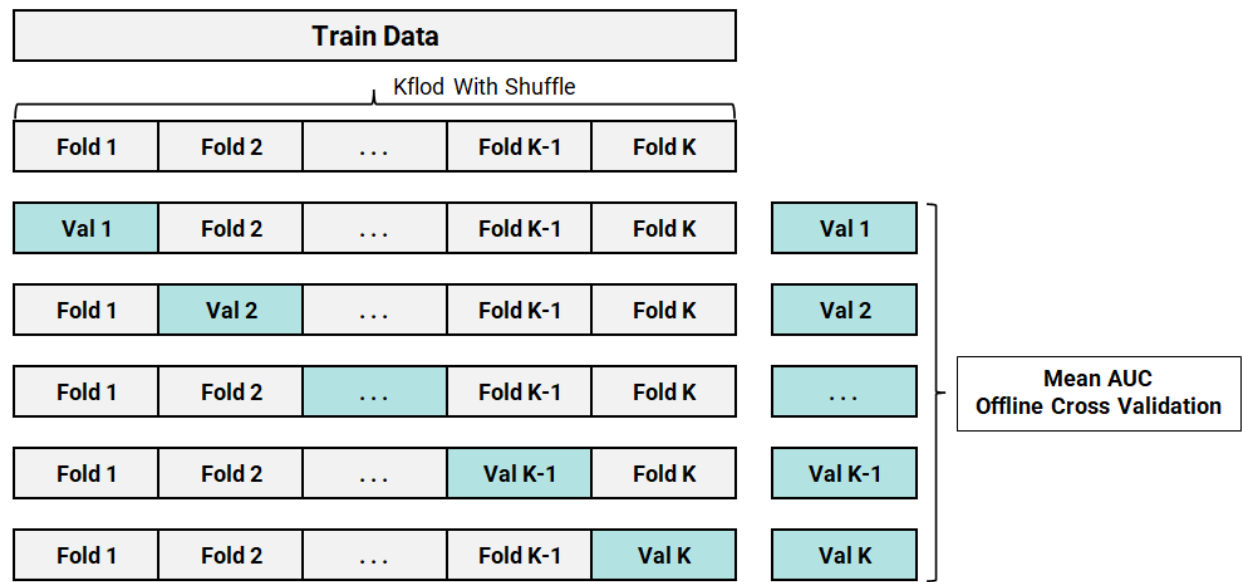 Train Data
Kflod With Shuffle
Fold 1 Fold 2 ... Fold K-1 Fold K
Val 1 Fold 2 ... Fold K-1 Fold K Val 1
Fold 1 Val 2 ... Fold K-1 Fold K Val 2
Fold 1 Fold 2 ... Fold K-1 Fold K ...
Mean AUC
Offline Cross Validation
Fold 1 Fold 2 ... Val K-1 Fold K Val K-1
Fold 1 Fold 2 ... Fold K-1 Val K Val K